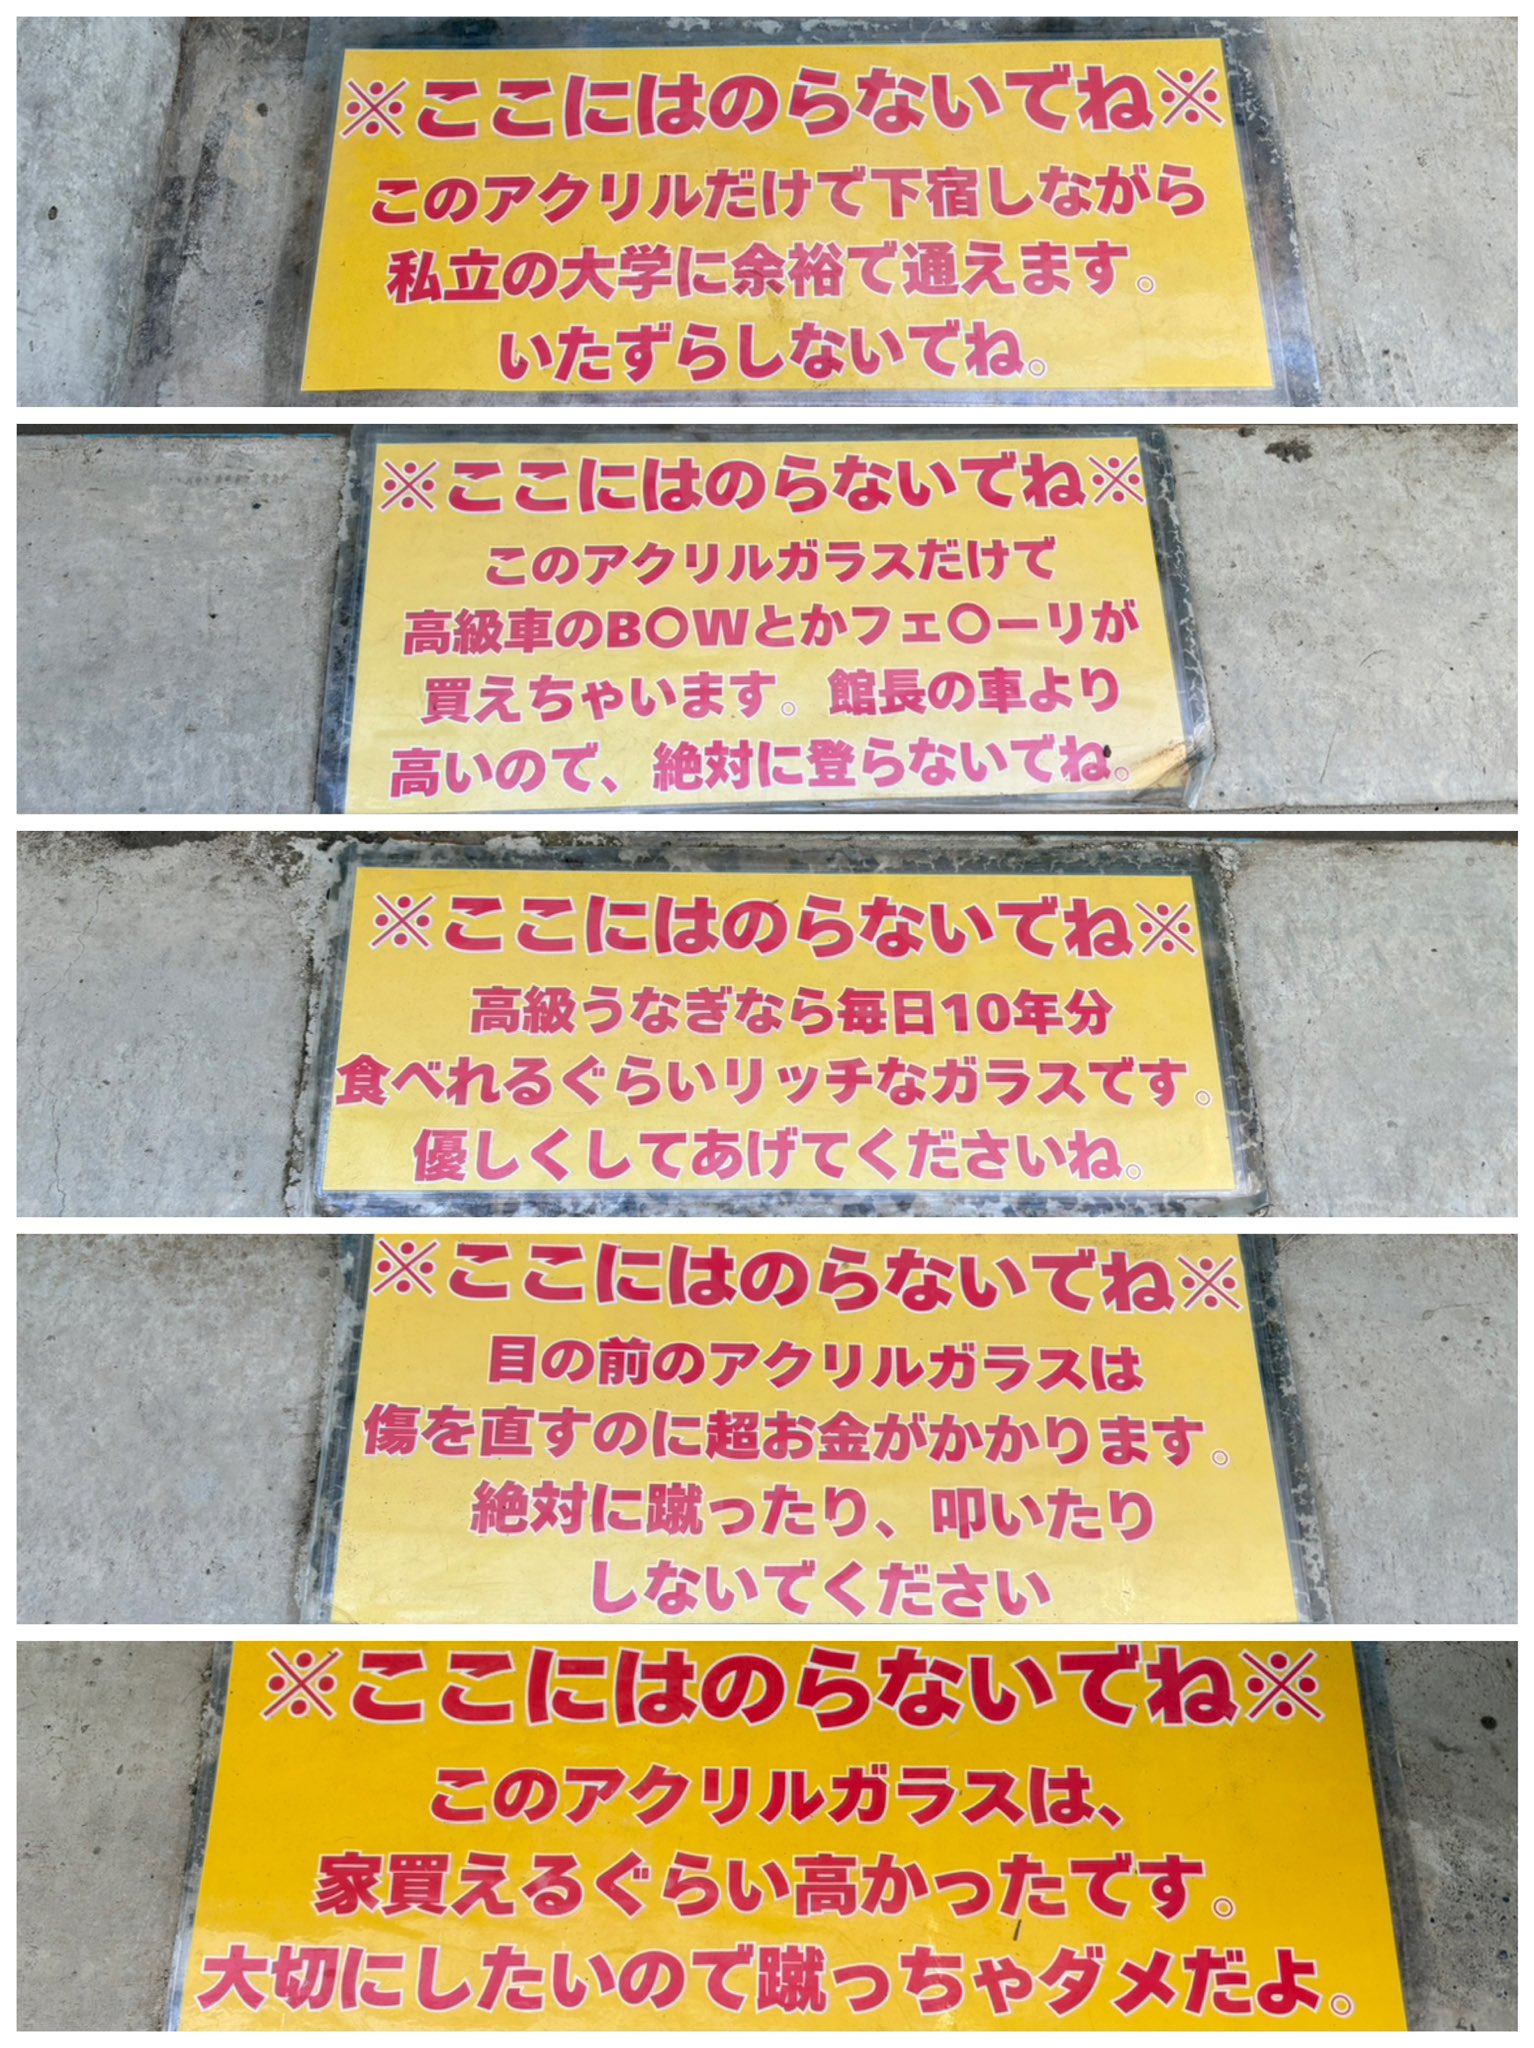 ※ここにはのらないでね※
このアクリルだけで下宿しながら
私立の大学に余裕で通えます。
いたずらしないでね。
※ここにはのらないでね※
このアクリルガラスだけで
高級車のB〇Wとかフェ〇ーリが
買えちゃいます。館長の車より
高いので、絶対に登らないでね。
※ここにはのらないでね※
高級うなぎなら毎日10年分
食べれるぐらいリッチなガラスです。
優しくしてあげてくださいね。
※ここにはのらないでね※
目の前のアクリルガラスは
傷を直すのに超お金がかかります。
絶対に蹴ったり、叩いたり
しないでください
※ここにはのらないでね※
このアクリルガラスは、
家買えるぐらい高かったです。
大切にしたいので蹴っちゃダメだよ。